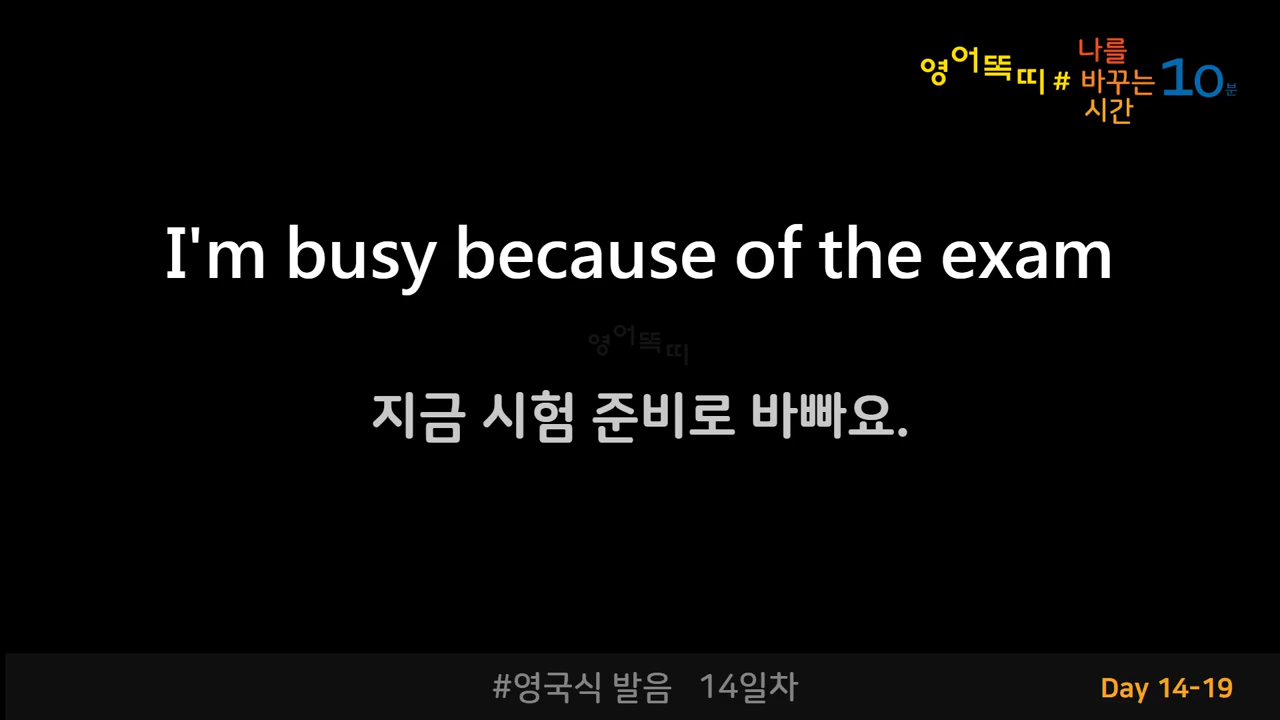 영어똑띠 # 나를 바꾸는 시간 10분
I'm busy because of the exam
영어똑띠
지금 시험 준비로 바빠요.
#영국식 발음 14일차
Day 14-19